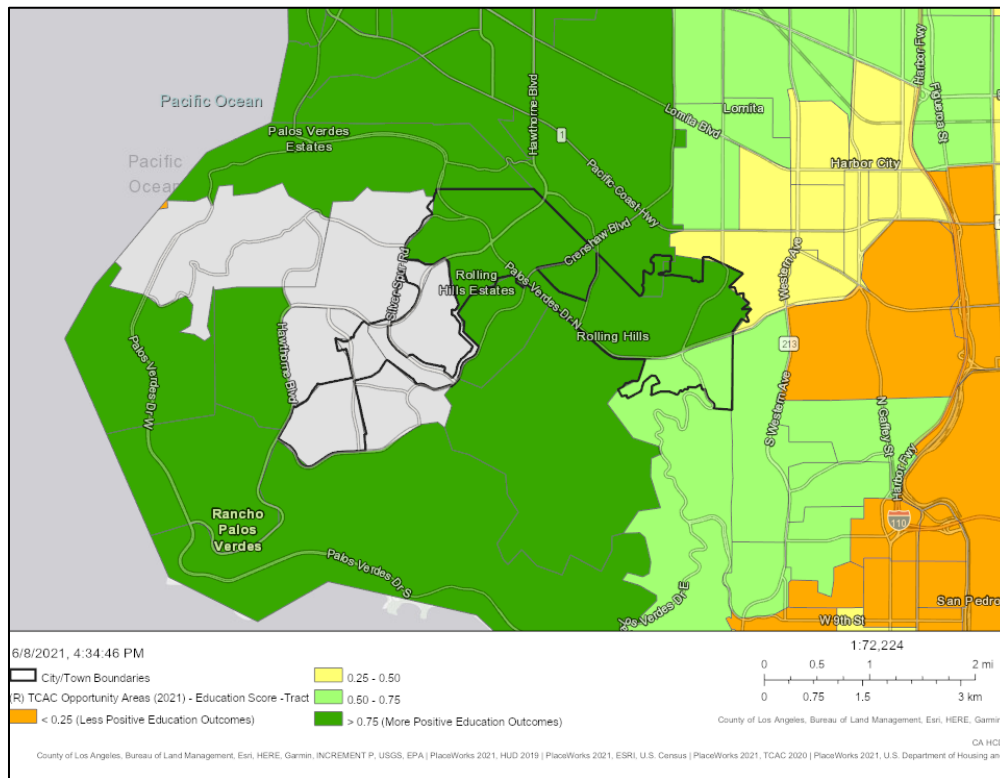 Pacific Ocean
Pacific
Ocean
Palos Verdes
Estates
Hawthorne Blvd
1
Lomita Blvd
Lomita
Harbor Fwy
Figueroa St
Harbor City
Pacific Coast Hwy
Crenshaw Blvd
Western Ave
Silver Spur Rd
Rolling
Hills Estates
Palos Verdes Dr N
Rolling Hills
213
Palos Verdes Dr W
Hawthorne Blvd
S Western Ave
N Gaffey St
Harbor Fwy
110
Rancho
Palos
Verdes
Palos Verdes Dr S
Palos Verdes Dr E
W 9th St
San Pedro
6/8/2021, 4:34:46 PM
City/Town Boundaries
(R) TCAC Opportunity Areas (2021) - Education Score -Tract
< 0.25 (Less Positive Education Outcomes)
0.25 - 0.50
0.50 - 0.75
> 0.75 (More Positive Education Outcomes)
1:72,224
0 0.5 1 2 mi
0 0.75 1.5 3 km
County of Los Angeles, Bureau of Land Management, Esri, HERE, Garmin
CA HCD
County of Los Angeles, Bureau of Land Management, Esri, HERE, Garmin, INCREMENT P, USGS, EPA | PlaceWorks 2021, HUD 2019 | PlaceWorks 2021, ESRI, U.S. Census | PlaceWorks 2021, TCAC 2020 | PlaceWorks 2021, U.S. Department of Housing